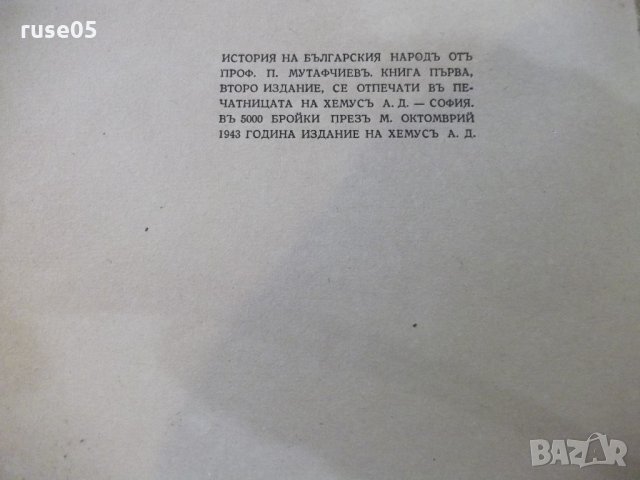 ruse05
ИСТОРИЯ НА БЪЛГАРСКИЯ НАРОДЪ ОТЪ
ПРОФ. П. МУТАФЧИЕВЪ. КНИГА ПЪРВА,
ВТОРО ИЗДАНИЕ, СЕ ОТПЕЧАТИ ВЪ ПЕ-
ЧАТНИЦАТА НА ХЕМУСЪ А. Д. — СОФИЯ.
ВЪ 5000 БРОЙКИ ПРЕЗЪ М. ОКТОМВРИЙ
1943 ГОДИНА ИЗДАНИЕ НА ХЕМУСЪ А. Д.
BAZAR